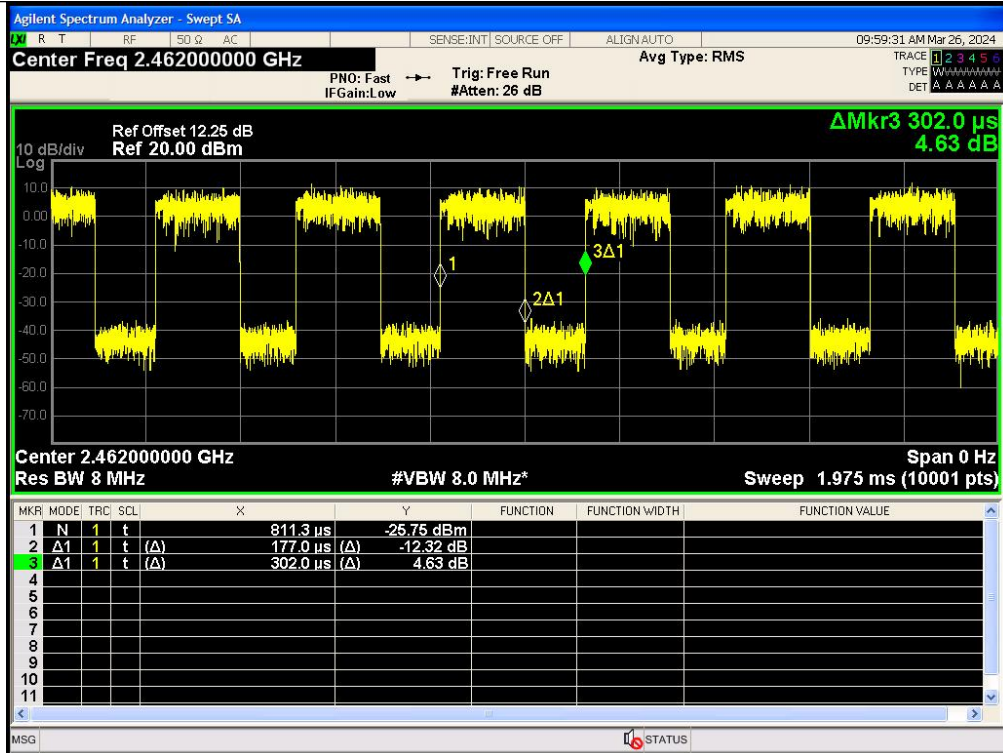 Agilent Spectrum Analyzer - Swept SA
LXI R T RF 50 Ω AC SENSE:INT SOURCE OFF ALIGN AUTO 09:59:31 AM Mar 26, 2024
Center Freq 2.462000000 GHz
PNO: Fast
IFGain:Low
Trig: Free Run
#Atten: 26 dB
Avg Type: RMS
TRACE 1 2 3 4 5 6
TYPE W
DET A A A A A A
ΔMkr3 302.0 µs
4.63 dB
Ref Offset 12.25 dB
10 dB/div Ref 20.00 dBm
Log
10.0
0.00
-10.0
-20.0
-30.0
-40.0
-50.0
-60.0
-70.0
1
2Δ1
3Δ1
Center 2.462000000 GHz Span 0 Hz
Res BW 8 MHz #VBW 8.0 MHz* Sweep 1.975 ms (10001 pts)
MKR MODE TRC SCL X Y FUNCTION FUNCTION WIDTH FUNCTION VALUE
1 N 1 t 811.3 µs -25.75 dBm
2 Δ1 1 t (Δ) 177.0 µs (Δ) -12.32 dB
3 Δ1 1 t (Δ) 302.0 µs (Δ) 4.63 dB
4
5
6
7
8
9
10
11
MSG STATUS